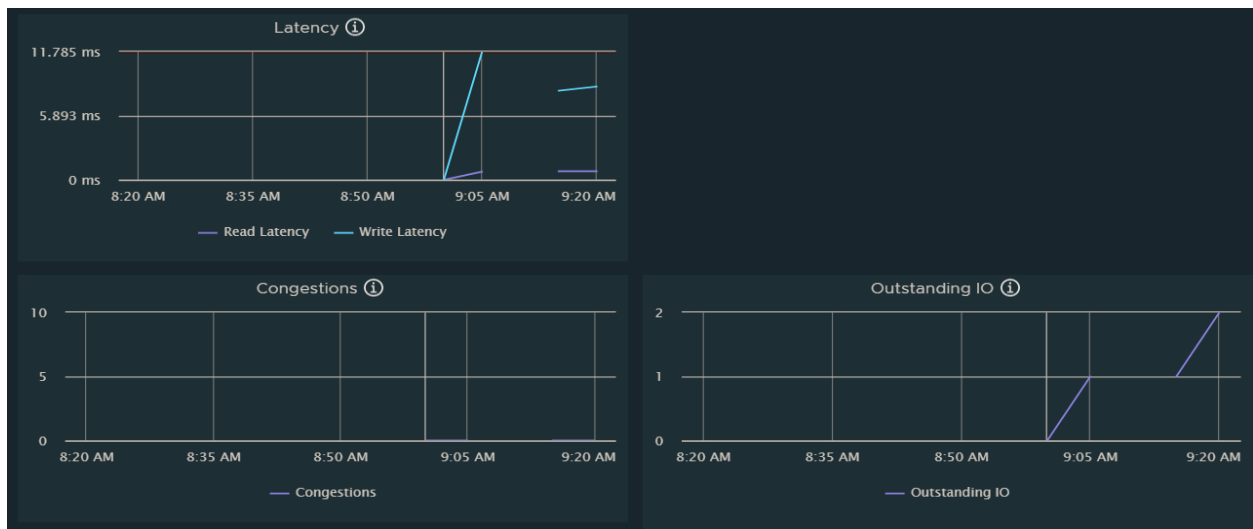 Latency
11.785 ms
5.893 ms
0 ms
8:20 AM 8:35 AM 8:50 AM 9:05 AM 9:20 AM
Read Latency Write Latency
Congestions
10
5
0
8:20 AM 8:35 AM 8:50 AM 9:05 AM 9:20 AM
Congestions
Outstanding IO
2
1
0
8:20 AM 8:35 AM 8:50 AM 9:05 AM 9:20 AM
Outstanding IO